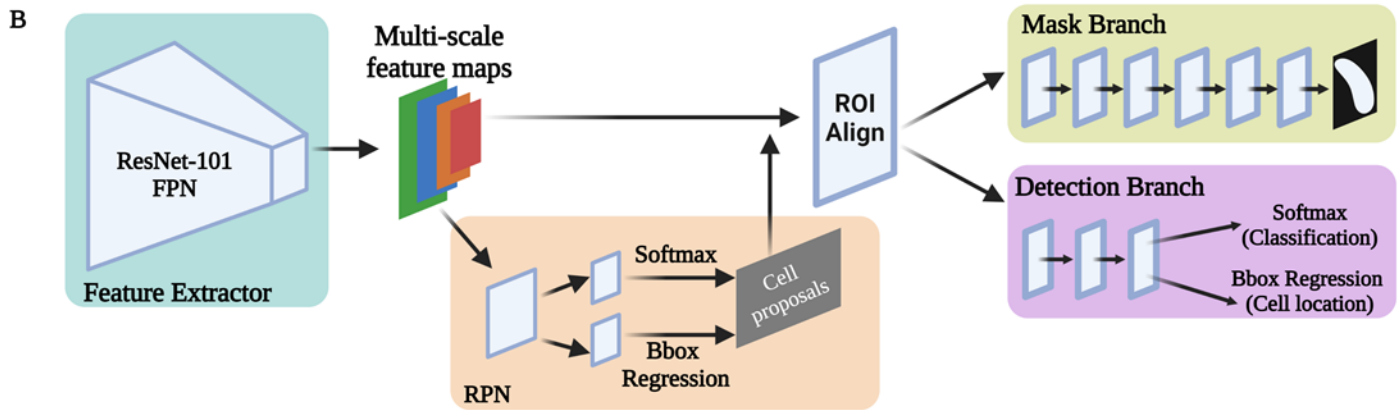 B
ResNet-101
FPN
Feature Extractor
Multi-scale
feature maps
RPN
Softmax
Bbox
Regression
Cell
proposals
ROI
Align
Mask Branch
Detection Branch
Softmax
(Classification)
Bbox Regression
(Cell location)